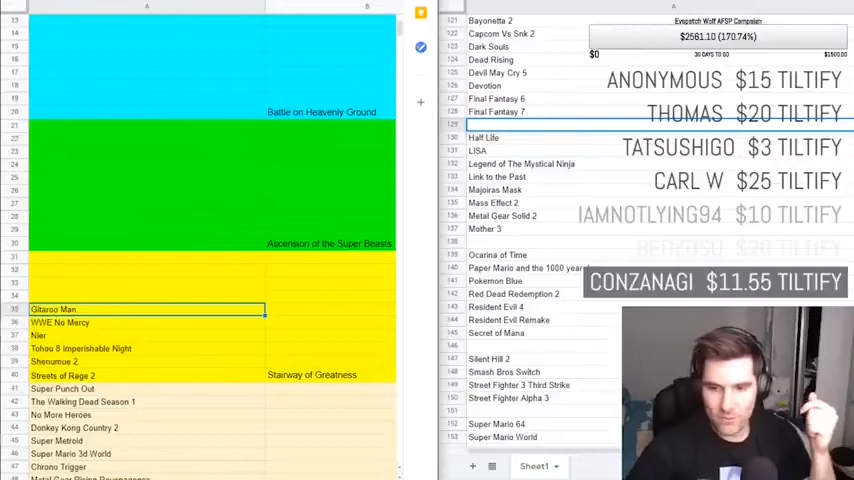 A
B
13
14
15
16
17
18
19
20 Battle on Heavenly Ground
21
22
23
24
25
26
27
28
29
30 Ascension of the Super Beasts
31
32
33
34
35 Gitaroo Man
36 WWE No Mercy
37 Nier
38 Tohou 8 Imperishable Night
39 Shenumue 2
40 Streets of Rage 2 Stairway of Greatness
41 Super Punch Out
42 The Walking Dead Season 1
43 No More Heroes
44 Donkey Kong Country 2
45 Super Metroid
46 Super Mario 3d World
47 Chrono Trigger
48 Metal Gear Rising Revengeance
A
121 Bayonetta 2
122 Capcom Vs Snk 2
123 Dark Souls
124 Dead Rising
125 Devil May Cry 5
126 Devotion
127 Final Fantasy 6
128 Final Fantasy 7
129
130 Half Life
131 LISA
132 Legend of The Mystical Ninja
133 Link to the Past
134 Majoiras Mask
135 Mass Effect 2
136 Metal Gear Solid 2
137 Mother 3
138
139 Ocarina of Time
140 Paper Mario and the 1000 year
141 Pokemon Blue
142 Red Dead Redemption 2
143 Resident Evil 4
144 Resident Evil Remake
145 Secret of Mana
147 Silent Hill 2
148 Smash Bros Switch
149 Street Fighter 3 Third Strike
150 Street Fighter Alpha 3
151
152 Super Mario 64
153 Super Mario World
Sheet1
Eyepatch Wolf AFSP Campaign
$2561.10 (170.74%)
$0 30 DAYS TO GO $1500.00
ANONYMOUS $15 TILTIFY
THOMAS $20 TILTIFY
TATSUSHIGO $3 TILTIFY
CARL W $25 TILTIFY
IAMNOTLYING94 $10 TILTIFY
$20 TILTIFY
CONZANAGI $11.55 TILTIFY